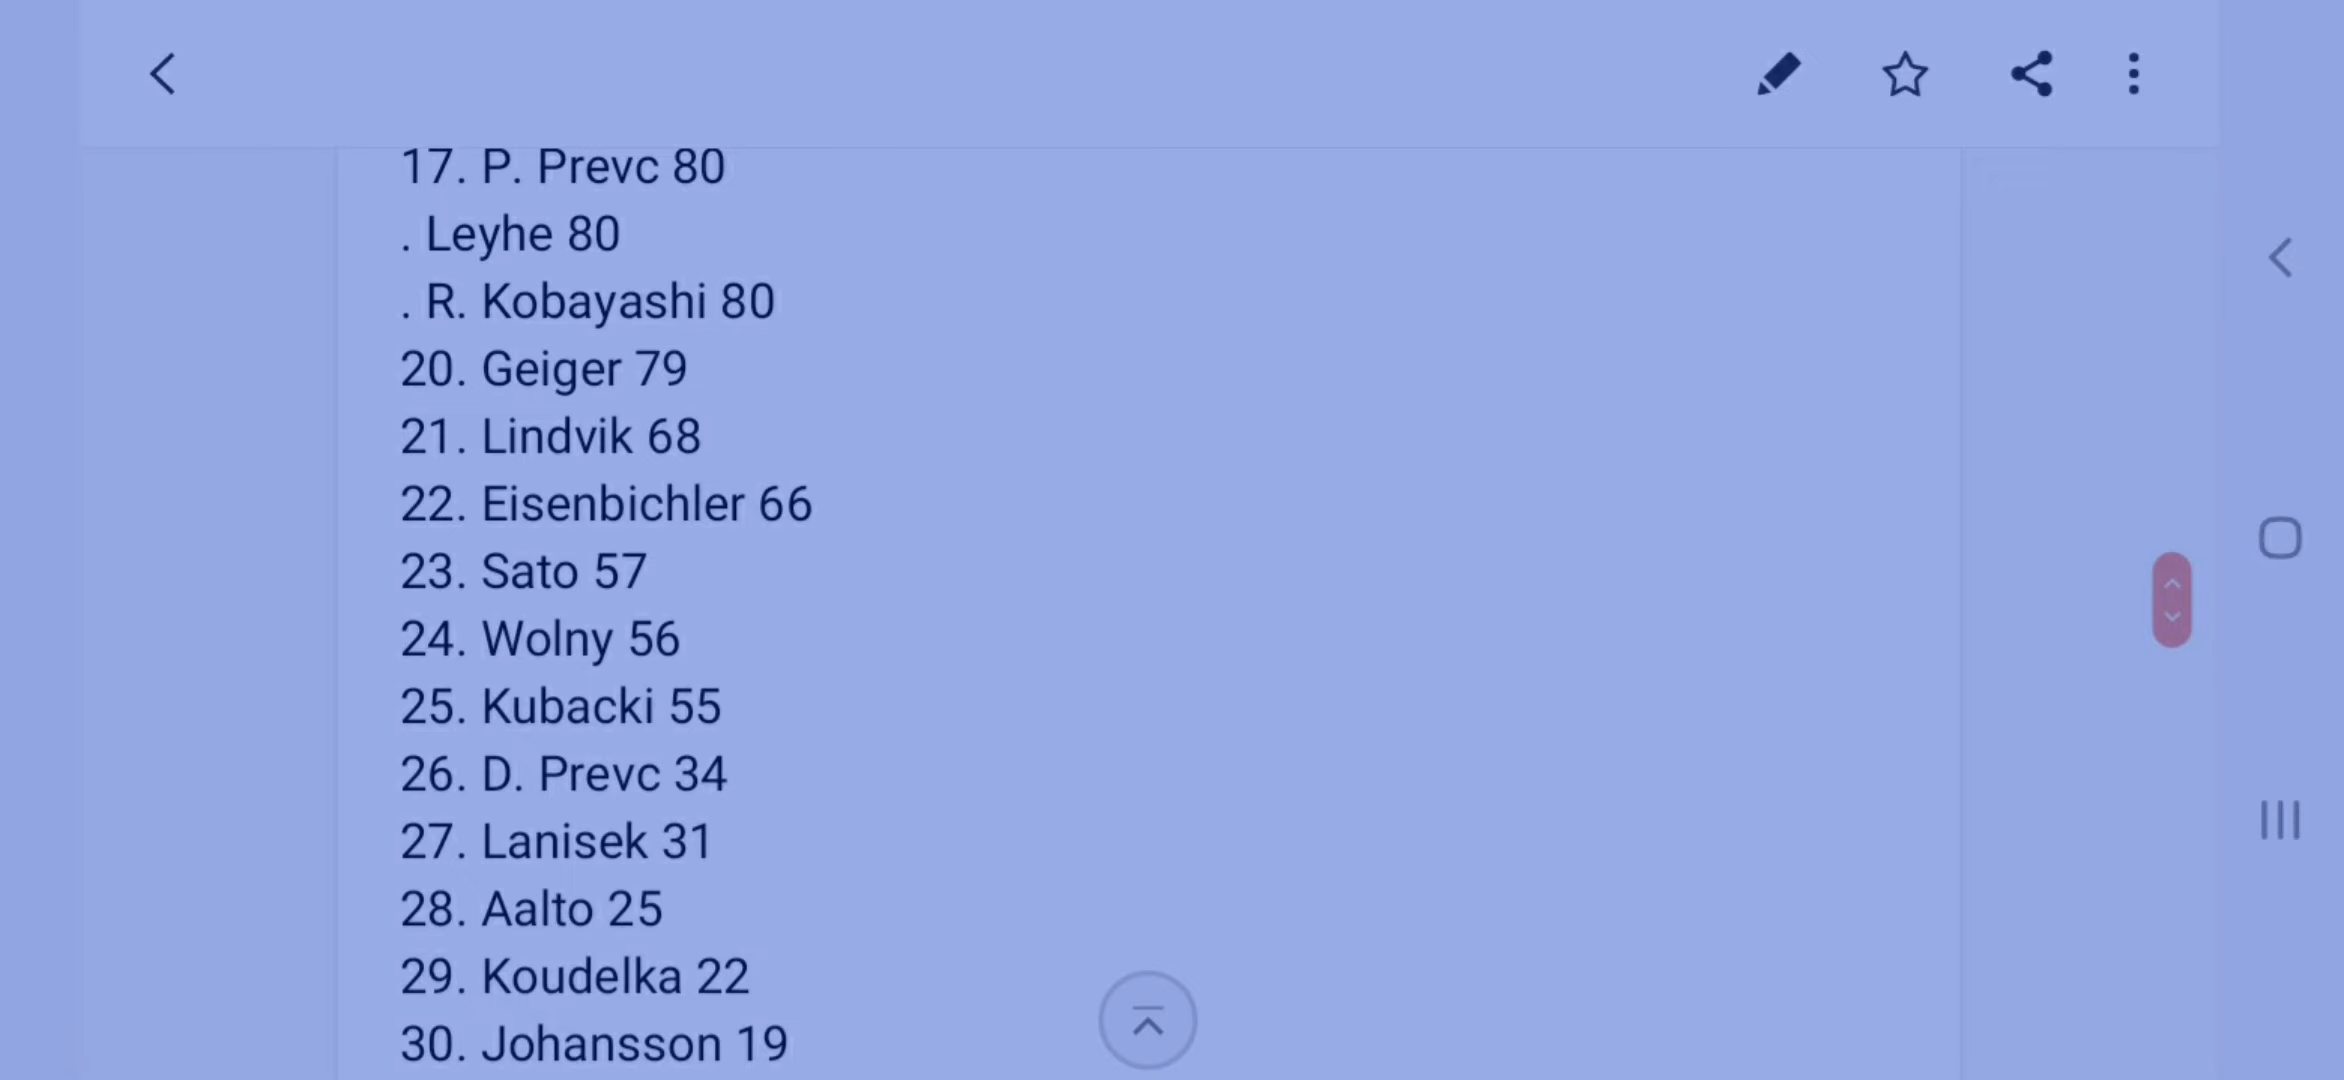 17. P. Prevc 80
. Leyhe 80
. R. Kobayashi 80
20. Geiger 79
21. Lindvik 68
22. Eisenbichler 66
23. Sato 57
24. Wolny 56
25. Kubacki 55
26. D. Prevc 34
27. Lanisek 31
28. Aalto 25
29. Koudelka 22
30. Johansson 19